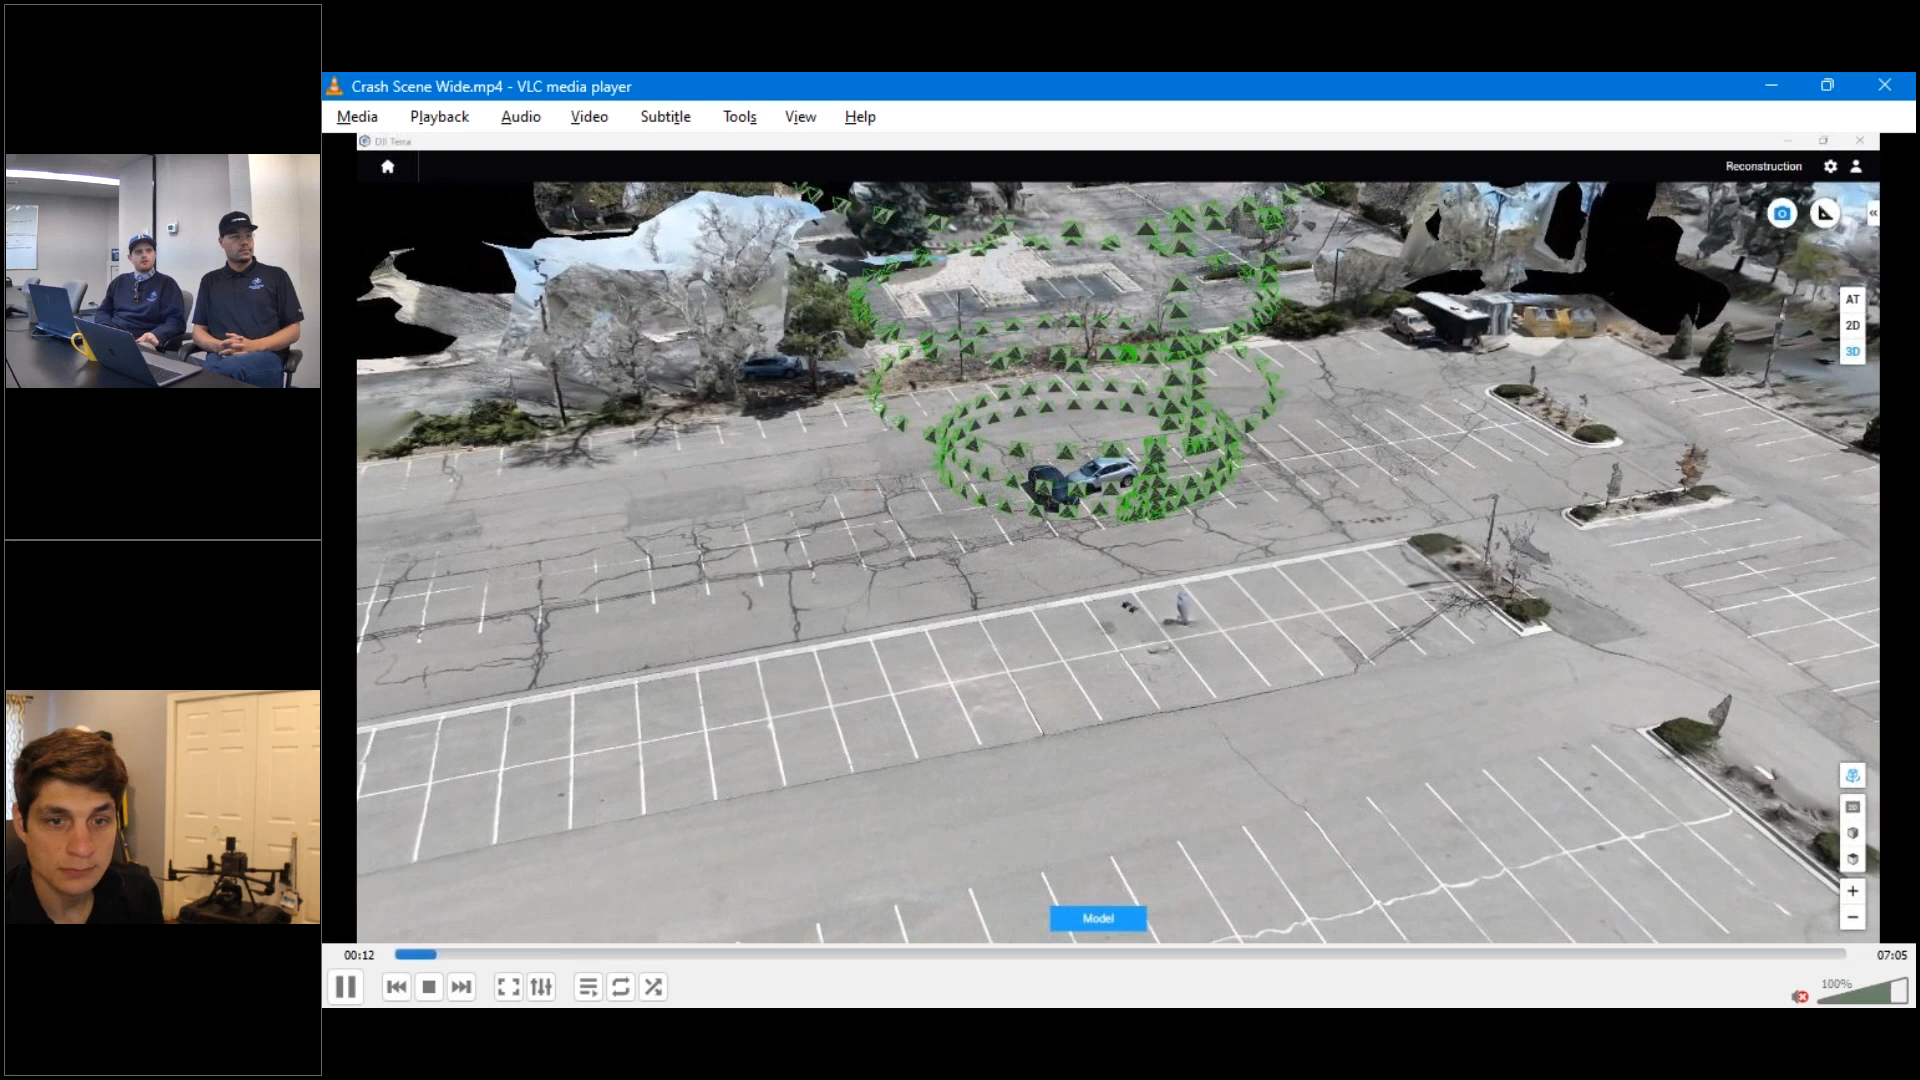 Crash Scene Wide.mp4 - VLC media player
Media Playback Audio Video Subtitle Tools View Help
DJI Terra
Reconstruction
AT
2D
3D
Model
00:12
07:05
100%